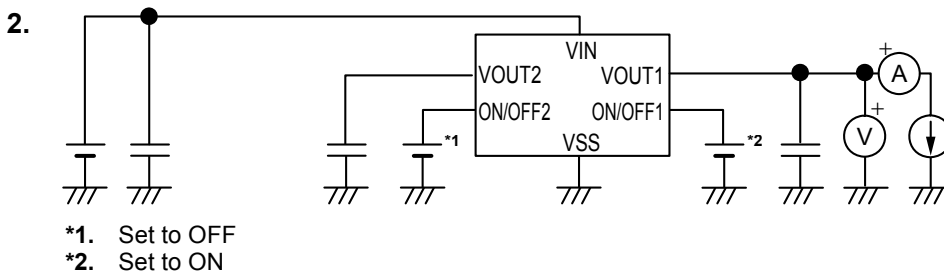 2.
VIN
VOUT2 VOUT1
+
A
ON/OFF2 ON/OFF1
*1 *2
+
V
VSS
*1. Set to OFF
*2. Set to ON